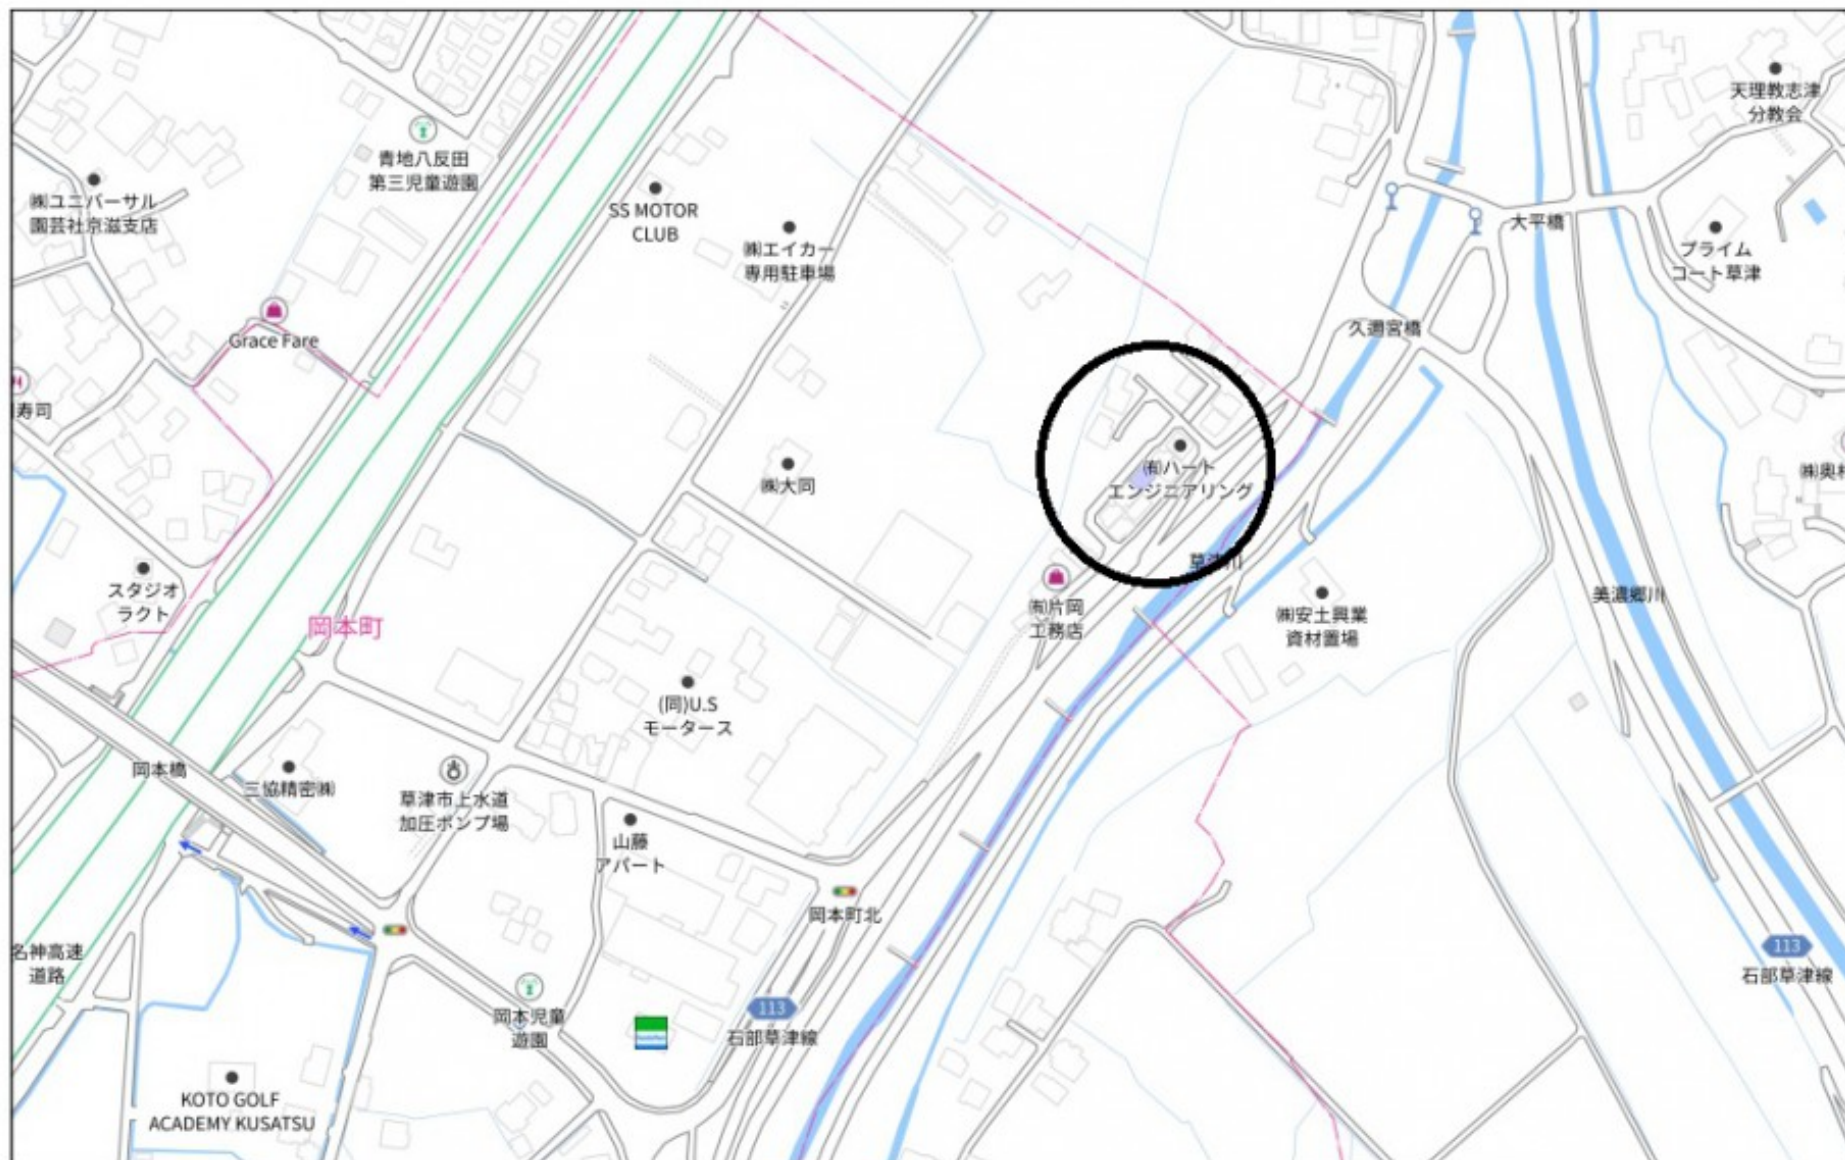 天理教志津
分教会
青地八反田
第三児童遊園
㈱ユニバーサル
園芸社京滋支店
SS MOTOR
CLUB
㈱エイカー
専用駐車場
大平橋
プライム
コート草津
久邇宮橋
Grace Fare
寿司
㈲ハート
エンジニアリング
㈱大同
㈱奥村
草津川
スタジオ
ラクト
岡本町
㈲片岡
工務店
㈱安土興業
資材置場
美濃郷川
(同)U.S
モータース
岡本橋
三協精密㈱
草津市上水道
加圧ポンプ場
山藤
アパート
岡本町北
名神高速
道路
113
石部草津線
岡本児童
遊園
113
石部草津線
KOTO GOLF
ACADEMY KUSATSU